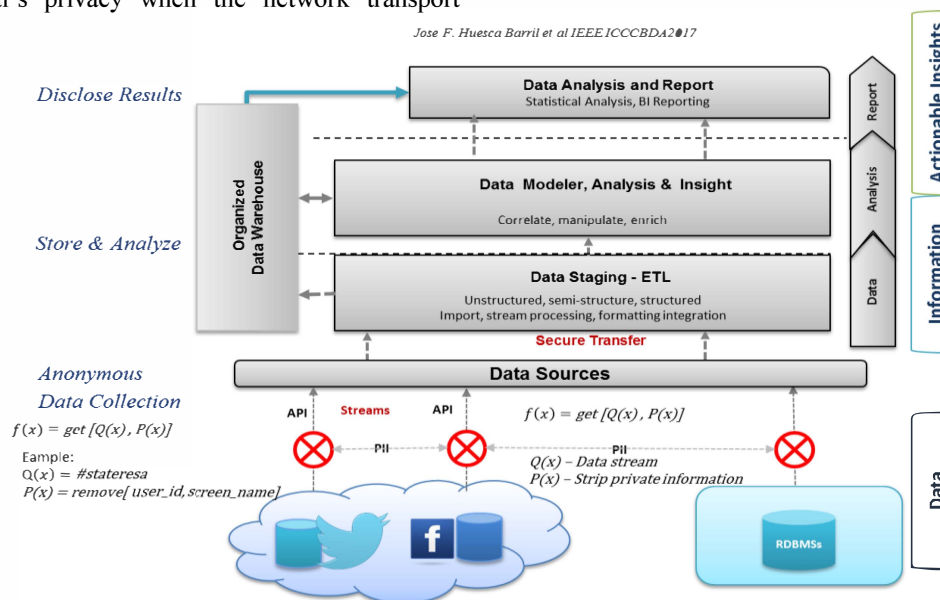 privacy when the network transport
Jose F. Huesca Barril et al IEEE ICCCBDA2017
Disclose Results
Data Analysis and Report
Statistical Analysis, BI Reporting
Report
Actionable Insights
Organized
Data Warehouse
Data Modeler, Analysis & Insight
Correlate, manipulate, enrich
Analysis
Store & Analyze
Data Staging - ETL
Unstructured, semi-structure, structured
Import, stream processing, formatting integration
Data
Information
Secure Transfer
Data Sources
Anonymous
Data Collection
API
Streams
API
f(x) = get [Q(x), P(x)]
f(x) = get [Q(x), P(x)]
Eample:
Q(x) = #stateresa
P(x) = remove[ user_id, screen_name]
PII
PII
Q(x) – Data stream
P(x) – Strip private information
Data
f
RDBMSs